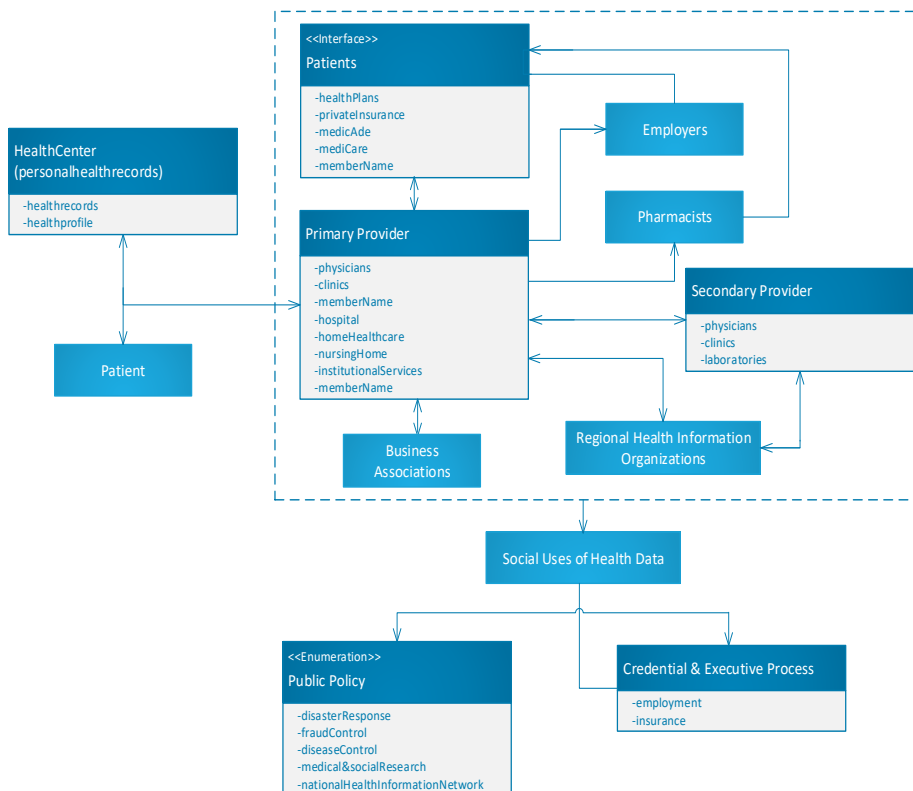 <<Interface>>
Patients
-healthPlans
-privateInsurance
-medicAde
-mediCare
-memberName
Employers
HealthCenter
(personalhealthrecords)
-healthrecords
-healthprofile
Pharmacists
Primary Provider
-physicians
-clinics
-memberName
-hospital
-homeHealthcare
-nursingHome
-institutionalServices
-memberName
Secondary Provider
-physicians
-clinics
-laboratories
Patient
Business
Associations
Regional Health Information
Organizations
Social Uses of Health Data
<<Enumeration>>
Public Policy
-disasterResponse
-fraudControl
-diseaseControl
-medical&socialResearch
-nationalHealthInformationNetwork
Credential & Executive Process
-employment
-insurance